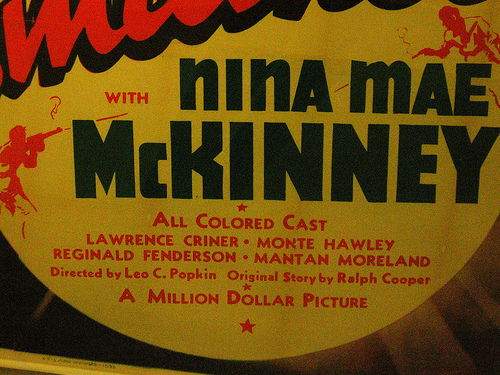 WITH NINA MAE
McKINNEY
ALL COLORED CAST
LAWRENCE CRINER • MONTE HAWLEY
REGINALD FENDERSON • MANTAN MORELAND
Directed by Leo C. Popkin Original Story by Ralph Cooper
A MILLION DOLLAR PICTURE